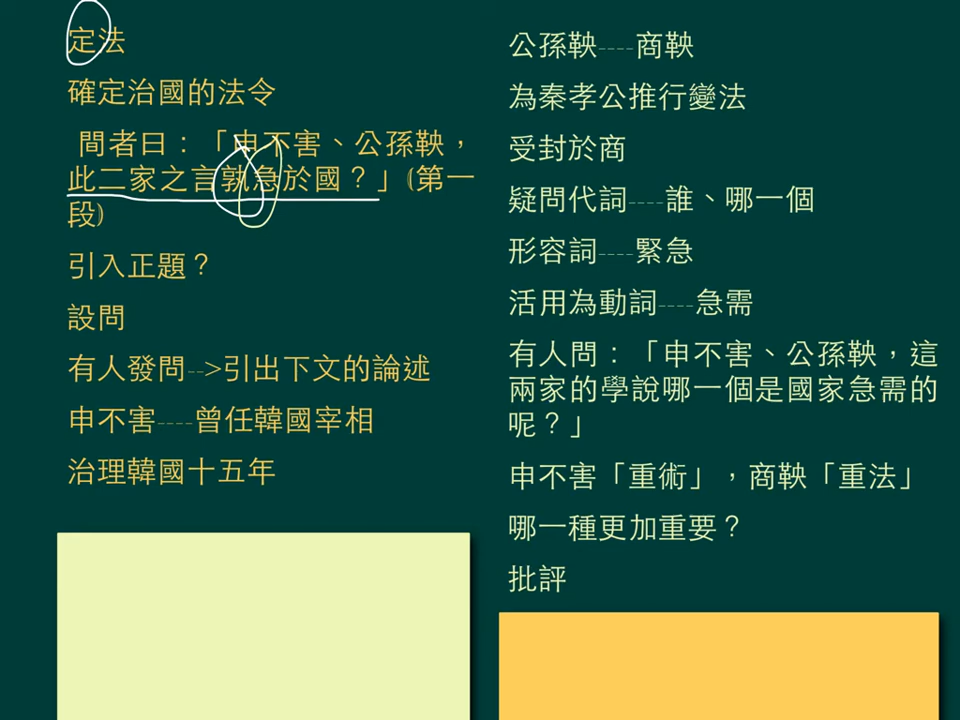 定法
確定治國的法令
間者曰：「申不害、公孫鞅，
此二家之言孰急於國？」(第一
段)
引入正題？
設問
有人發問-->引出下文的論述
申不害----曾任韓國宰相
治理韓國十五年
公孫鞅----商鞅
為秦孝公推行變法
受封於商
疑問代詞----誰、哪一個
形容詞----緊急
活用為動詞----急需
有人問：「申不害、公孫鞅，這
兩家的學說哪一個是國家急需的
呢？」
申不害「重術」，商鞅「重法」
哪一種更加重要？
批評